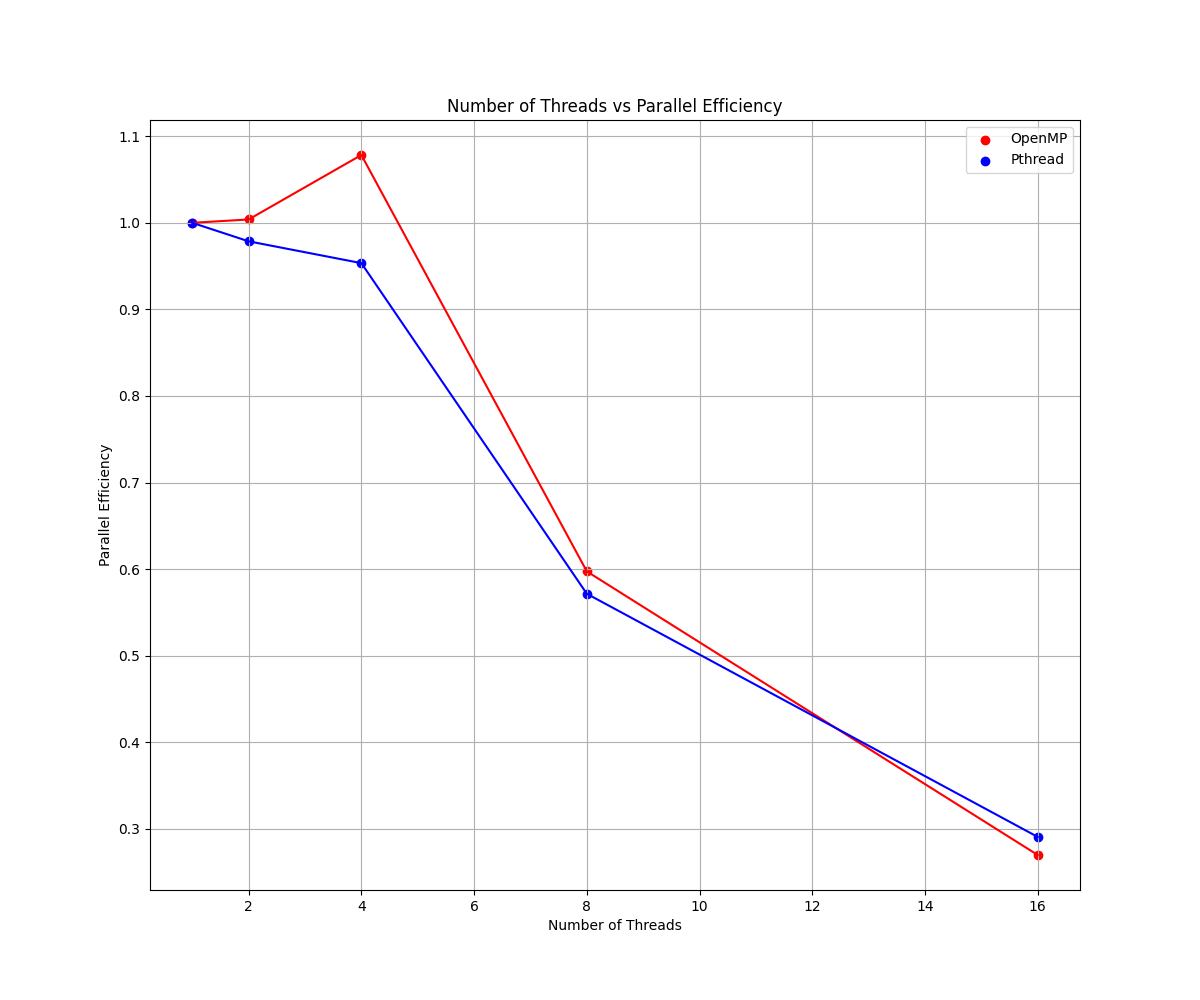 Number of Threads vs Parallel Efficiency
OpenMP
Pthread
1.1
1.0
0.9
0.8
0.7
0.6
0.5
0.4
0.3
Parallel Efficiency
2 4 6 8 10 12 14 16
Number of Threads